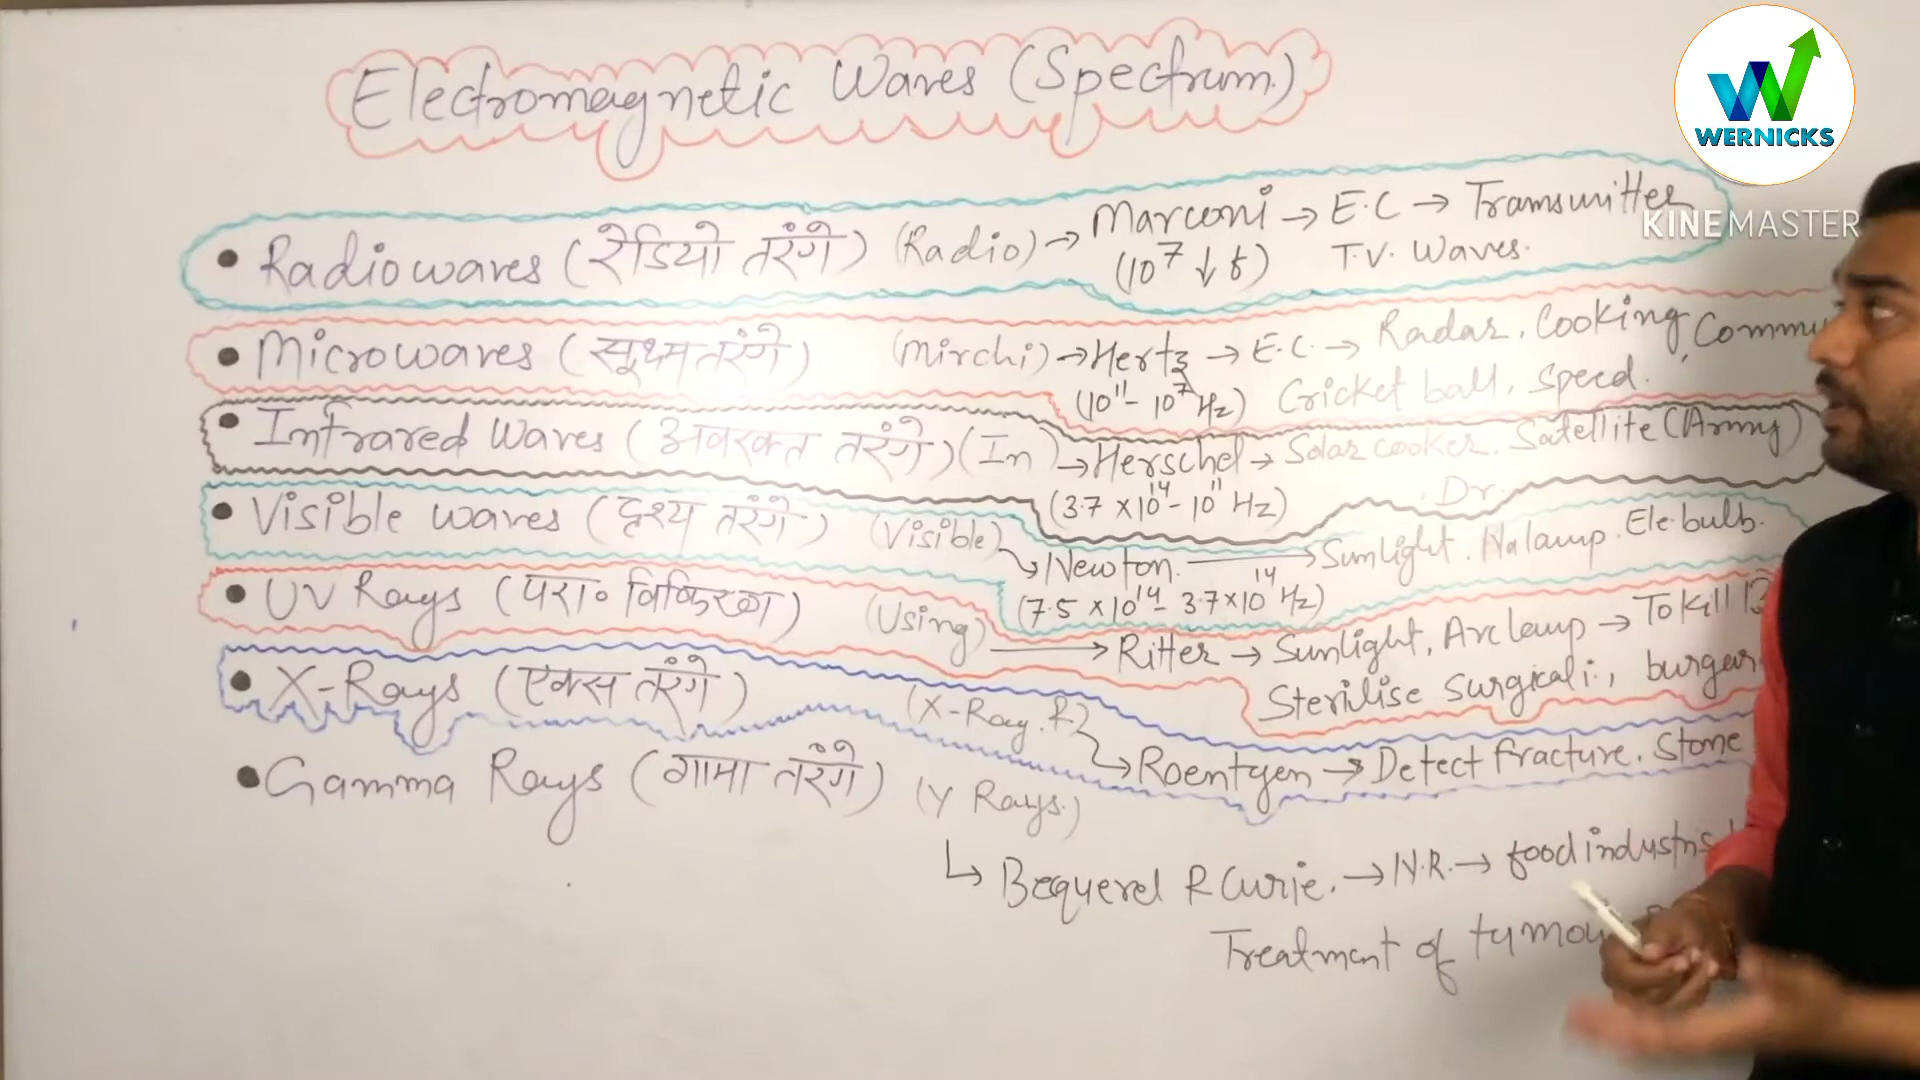 Electromagnetic Waves (Spectrum)
WERNICKS
KINEMASTER
• Radiowaves (रेडियो तरंगे) (Radio) → Marconi → E.C → Transmitter
(10⁷ ↓ f) T.V. Waves.
• Microwaves (सूक्ष्म तरंगे) (Mirchi) → Hertz → E.C. → Radar, Cooking, Commu
(10¹¹ - 10⁷ Hz) Cricket ball, Speed.
• Infrared Waves (अवरक्त तरंगे) (In) → Herschel → Solar cooker. Satellite (Army)
(3.7 × 10¹⁴ - 10¹¹ Hz) Dr.
• Visible waves (दृश्य तरंगे) (Visible) → Newton. → Sunlight. Na lamp. Ele. bulb.
(7.5 × 10¹⁴ - 3.7 × 10¹⁴ Hz)
• UV Rays (परा० विकिरण) (Using) → Ritter → Sunlight, Arc lamp → To Kill
Sterilise Surgical i., burgar
• X-Rays (एक्स तरंगे) (X-Ray. R) → Roentgen → Detect fracture. Stone
• Gamma Rays (गामा तरंगे) (γ Rays.)
↳ Bequerel & Curie. → N.R. → food industris
Treatment of tumou